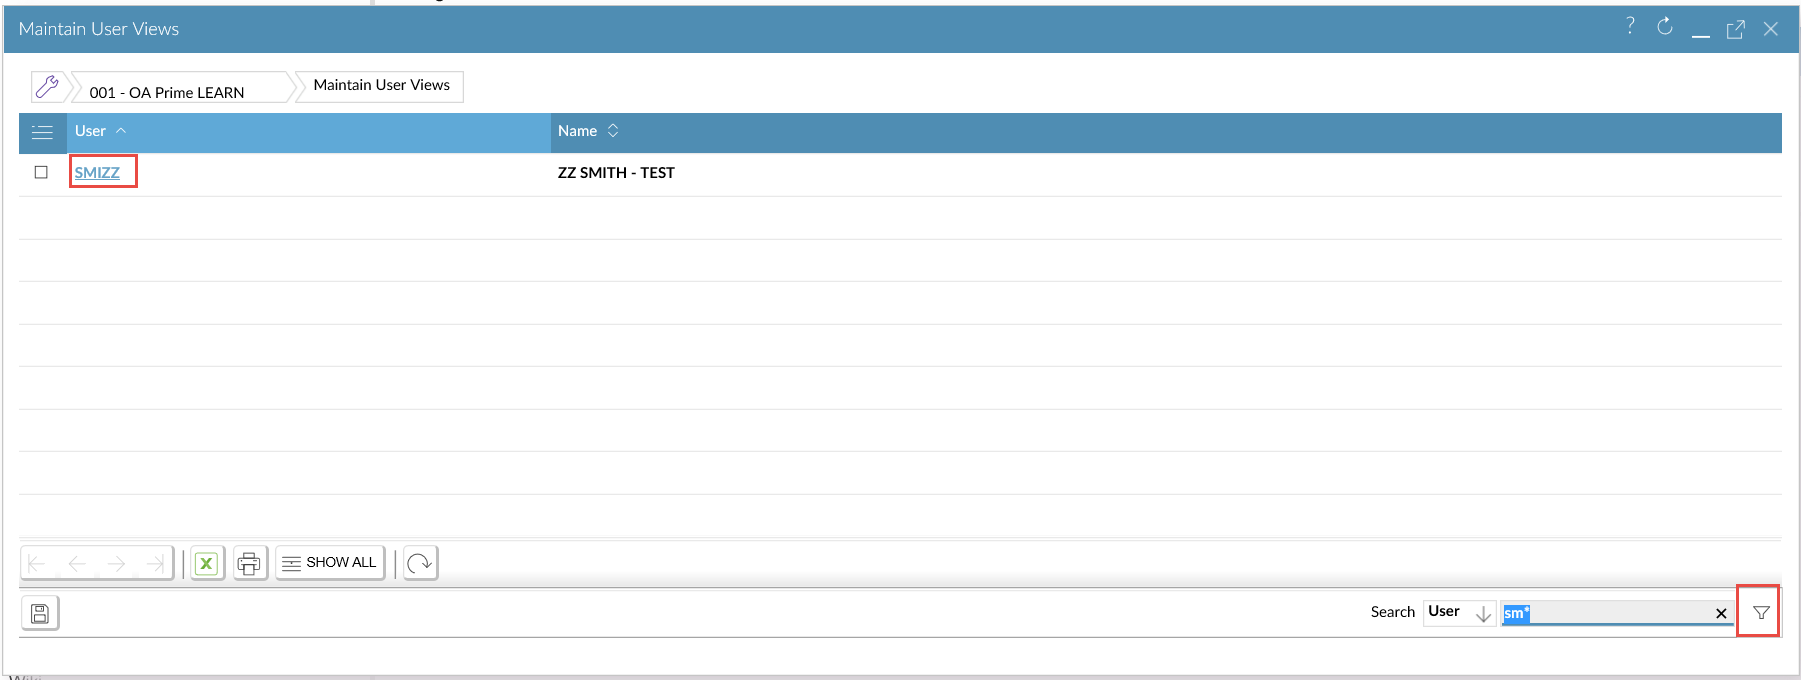 Maintain User Views
?
001 - OA Prime LEARN
Maintain User Views
User
Name
SMIZZ
ZZ SMITH - TEST
X
SHOW ALL
Search
User
sm*